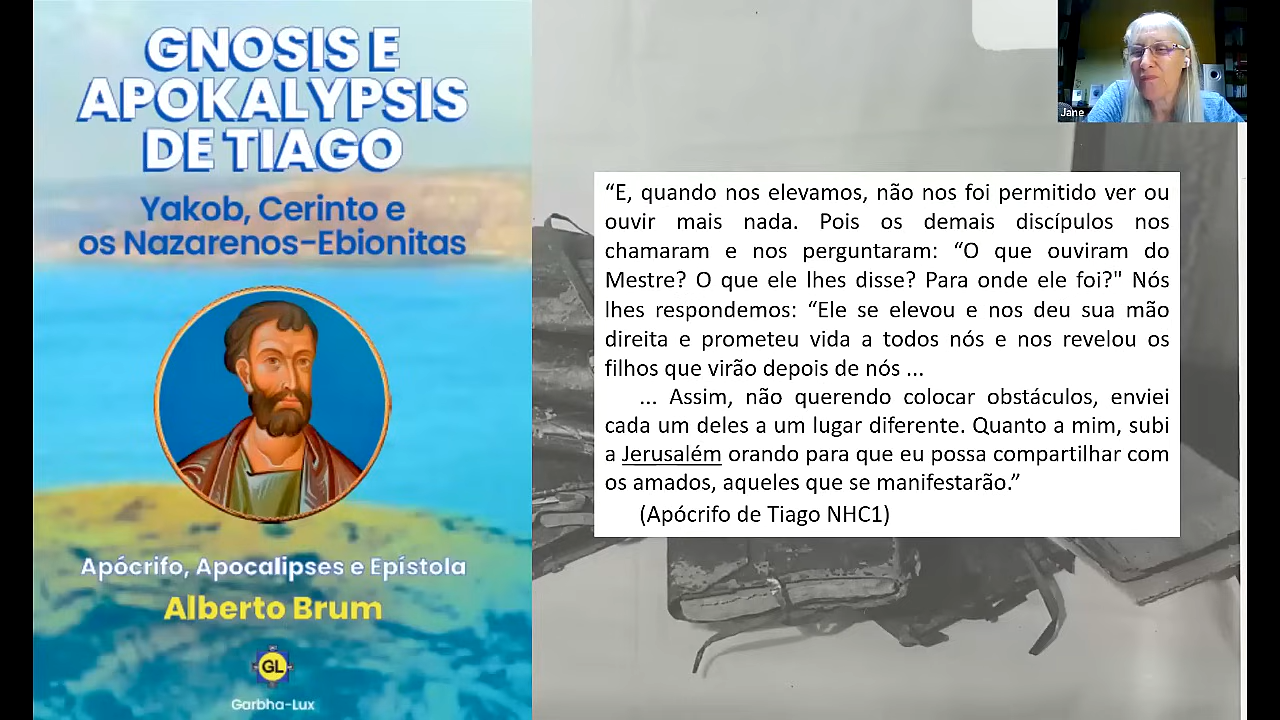 GNOSIS E
APOKALYPSIS
DE TIAGO
Yakob, Cerinto e
os Nazarenos-Ebionitas
Apócrifo, Apocalipses e Epístola
Alberto Brum
GL
Garbha-Lux
“E, quando nos elevamos, não nos foi permitido ver ou
ouvir mais nada. Pois os demais discípulos nos
chamaram e nos perguntaram: “O que ouviram do
Mestre? O que ele lhes disse? Para onde ele foi?" Nós
lhes respondemos: “Ele se elevou e nos deu sua mão
direita e prometeu vida a todos nós e nos revelou os
filhos que virão depois de nós ...
... Assim, não querendo colocar obstáculos, enviei
cada um deles a um lugar diferente. Quanto a mim, subi
a Jerusalém orando para que eu possa compartilhar com
os amados, aqueles que se manifestarão.”
(Apócrifo de Tiago NHC1)
Jane